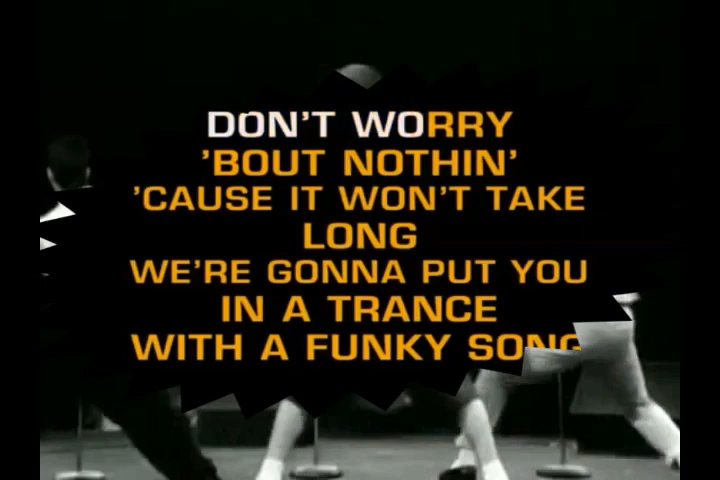 DON'T WORRY
'BOUT NOTHIN'
'CAUSE IT WON'T TAKE
LONG
WE'RE GONNA PUT YOU
IN A TRANCE
WITH A FUNKY SONG